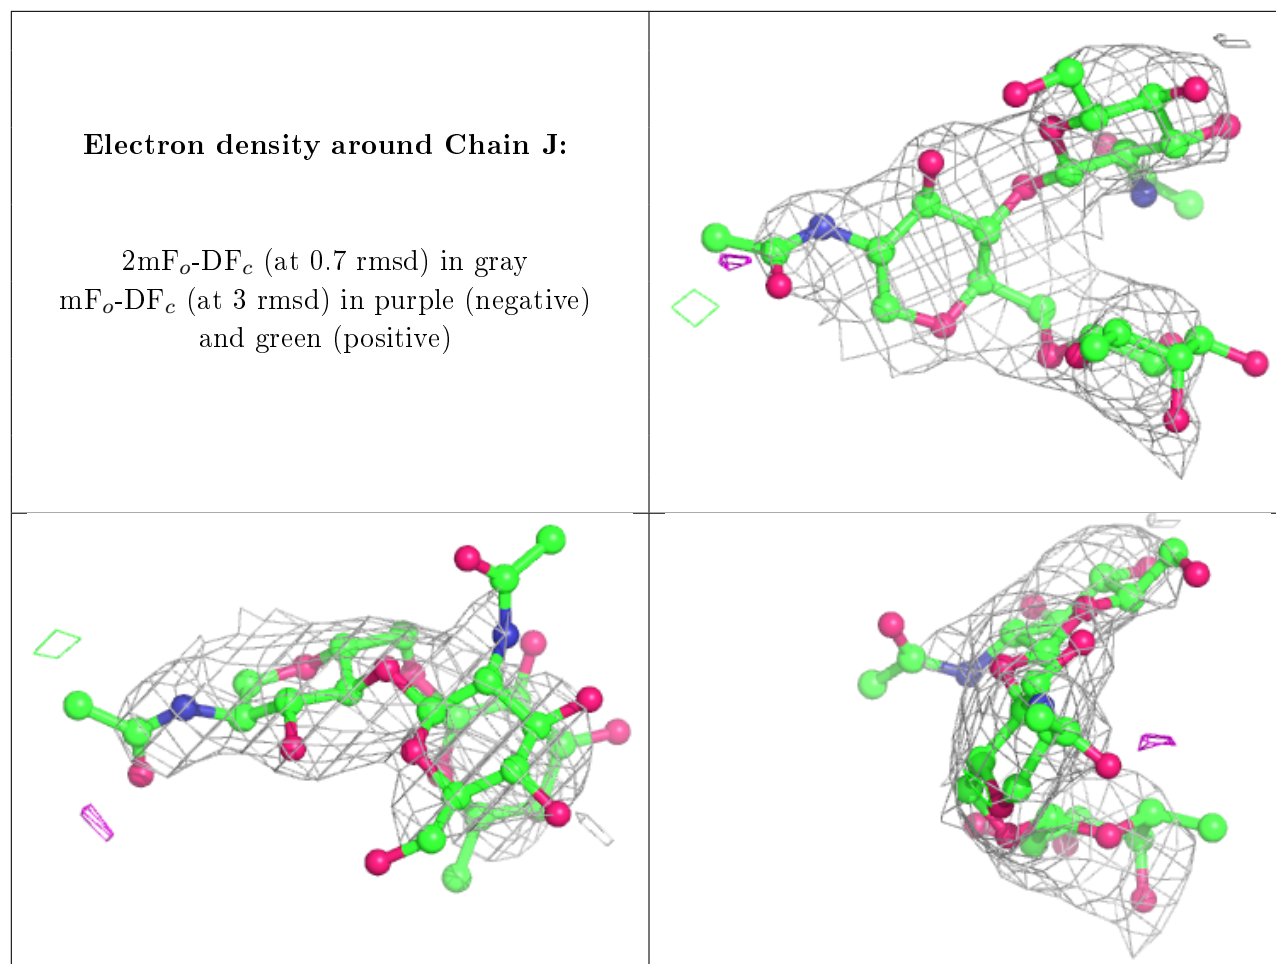 Electron density around Chain J:
2mFₒ-DF𝒸 (at 0.7 rmsd) in gray
mFₒ-DF𝒸 (at 3 rmsd) in purple (negative)
and green (positive)